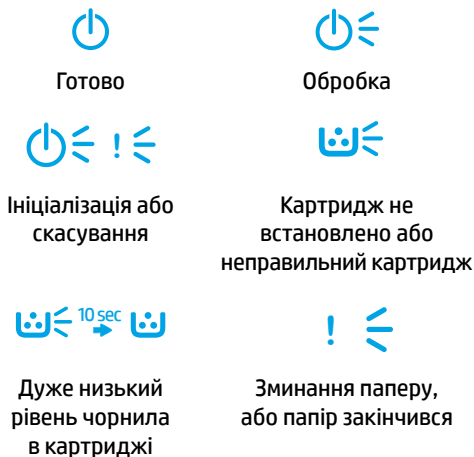 Готово
Обробка
!
Ініціалізація або
скасування
Картридж не
встановлено або
неправильний картридж
10 sec
Дуже низький
рівень чорнила
в картриджі
!
Зминання паперу,
або папір закінчився